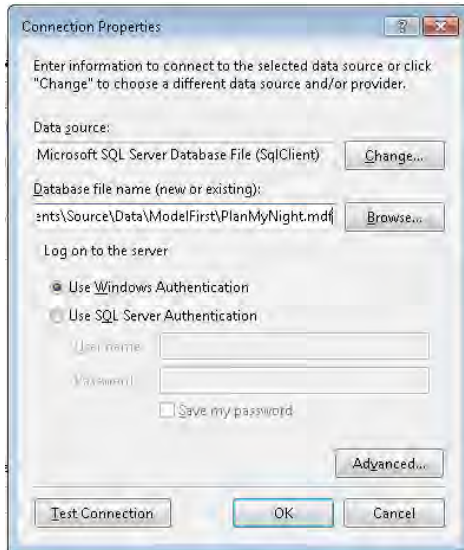 Connection Properties
Enter information to connect to the selected data source or click
"Change" to choose a different data source and/or provider.
Data source:
Microsoft SQL Server Database File (SqlClient)
Change...
Database file name (new or existing):
ents\Source\Data\ModelFirst\PlanMyNight.mdf
Browse...
Log on to the server
Use Windows Authentication
Use SQL Server Authentication
User name:
Password:
Save my password
Advanced...
Test Connection
OK
Cancel